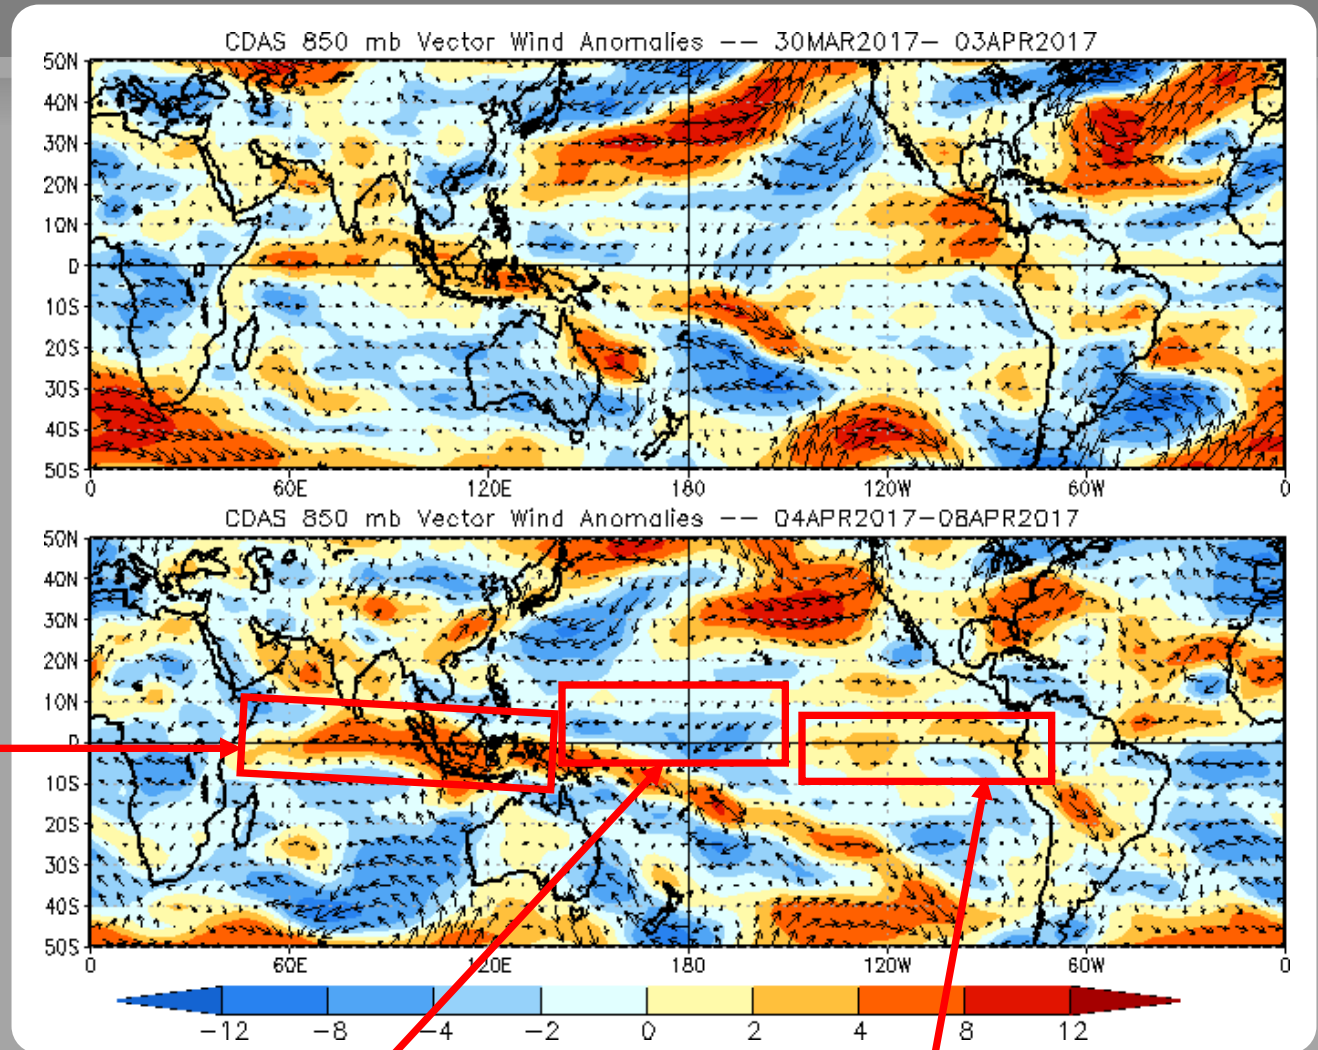 CDAS 850 mb Vector Wind Anomalies -- 30MAR2017- 03APR2017
50N
40N
30N
20N
10N
0
10S
20S
30S
40S
50S
0 60E 120E 180 120W 60W 0
CDAS 850 mb Vector Wind Anomalies -- 04APR2017-08APR2017
50N
40N
30N
20N
10N
0
10S
20S
30S
40S
50S
0 60E 120E 180 120W 60W 0
-12 -8 -4 -2 0 2 4 8 12